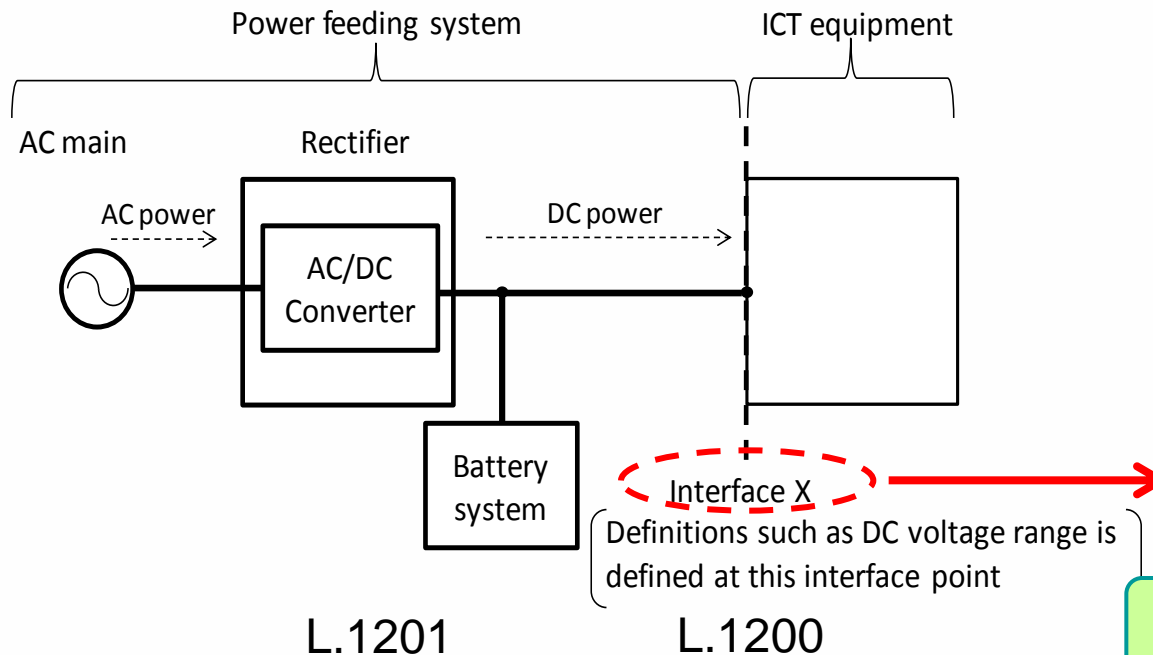 Power feeding system
ICT equipment
AC main
Rectifier
AC power
DC power
AC/DC
Converter
Battery
system
Interface X
Definitions such as DC voltage range is
defined at this interface point
L.1201
L.1200